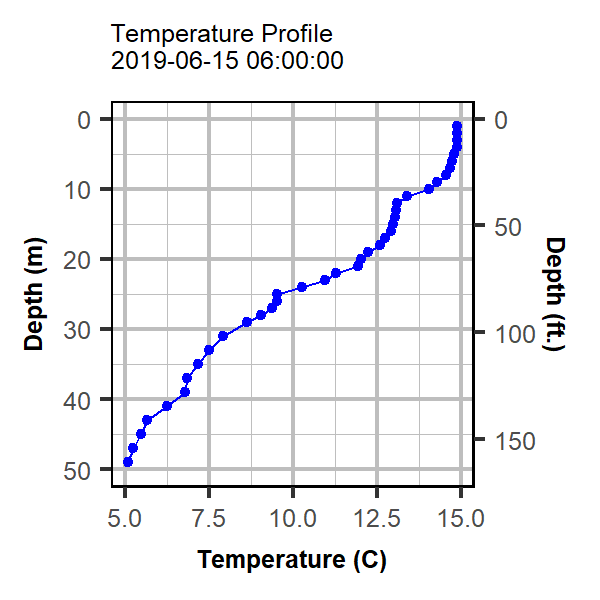 Temperature Profile
2019-06-15 06:00:00
0
10
20
30
40
50
Depth (m)
0
50
100
150
Depth (ft.)
5.0 7.5 10.0 12.5 15.0
Temperature (C)